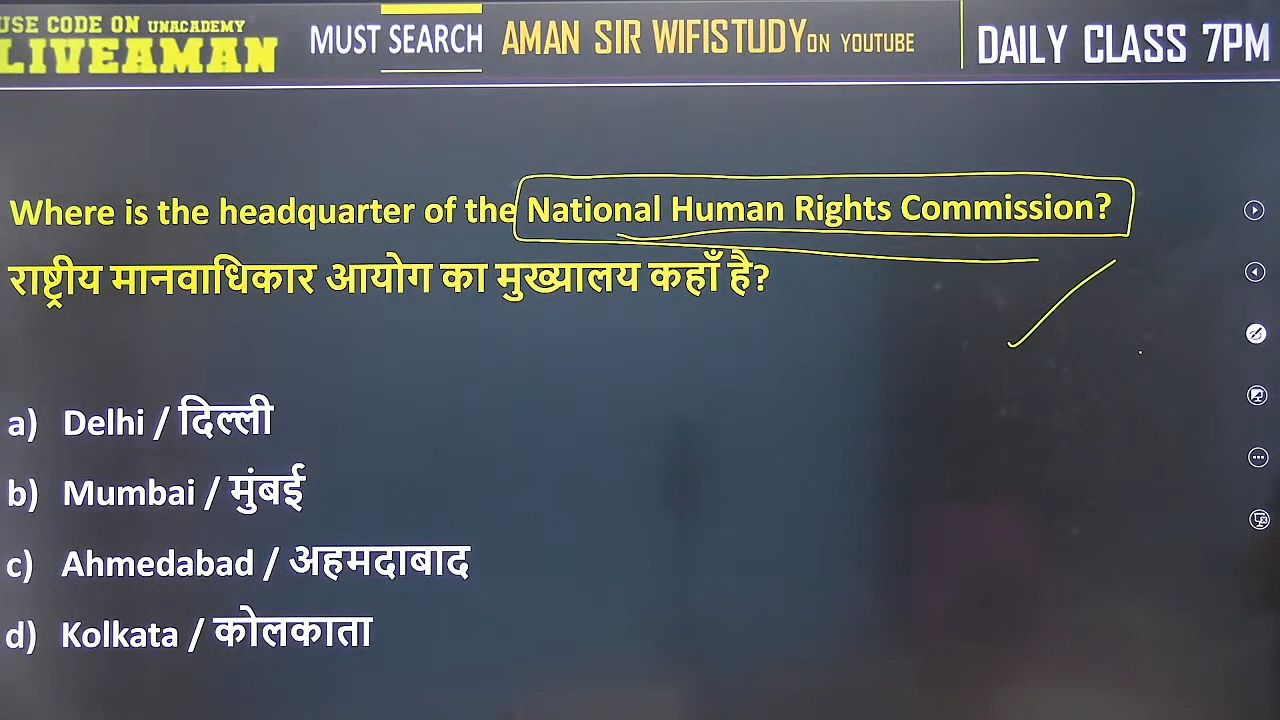 USE CODE ON UNACADEMY
LIVEAMAN
MUST SEARCH AMAN SIR WIFISTUDY ON YOUTUBE
DAILY CLASS 7PM
Where is the headquarter of the National Human Rights Commission?
राष्ट्रीय मानवाधिकार आयोग का मुख्यालय कहाँ है?
a) Delhi / दिल्ली
b) Mumbai / मुंबई
c) Ahmedabad / अहमदाबाद
d) Kolkata / कोलकाता